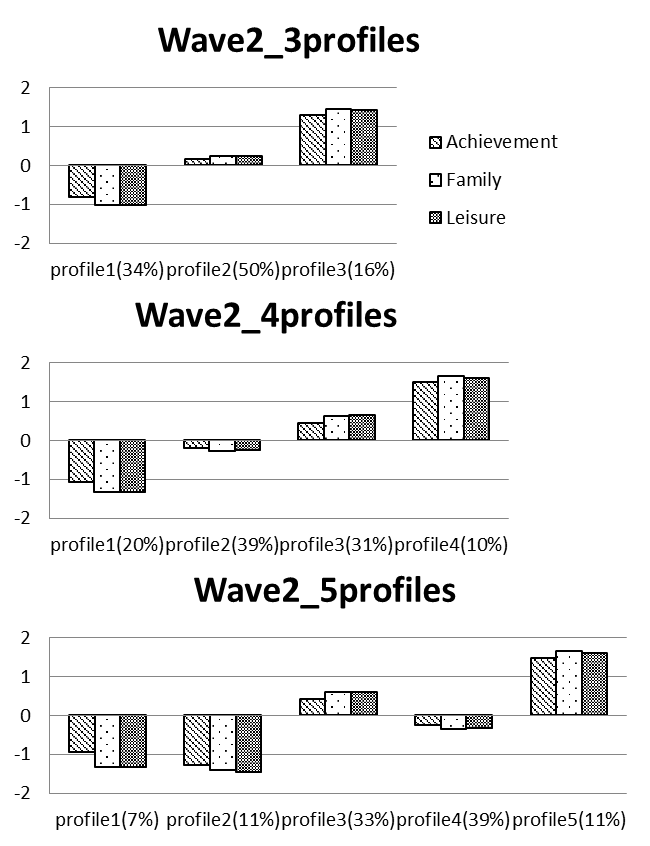 Wave2_3profiles
2
1
0
-1
-2
Achievement
Family
Leisure
profile1(34%) profile2(50%) profile3(16%)
Wave2_4profiles
2
1
0
-1
-2
profile1(20%) profile2(39%) profile3(31%) profile4(10%)
Wave2_5profiles
2
1
0
-1
-2
profile1(7%) profile2(11%) profile3(33%) profile4(39%) profile5(11%)